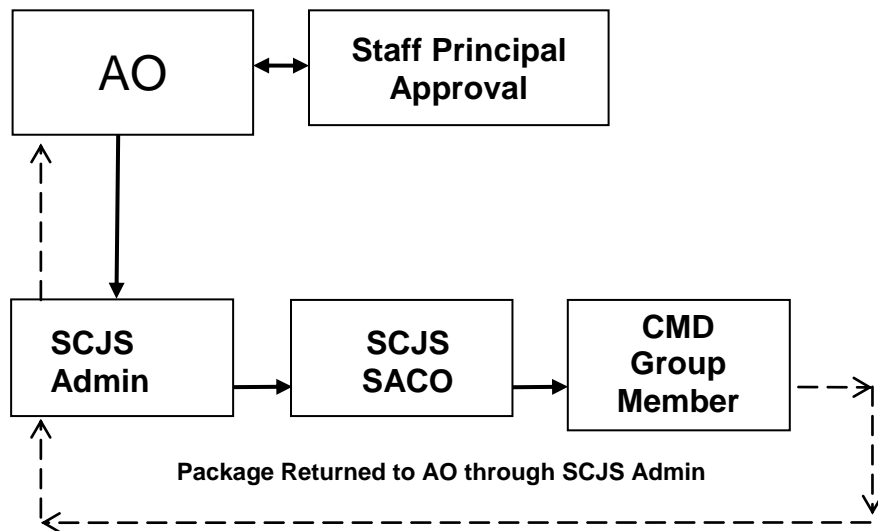 AO
Staff Principal
Approval
SCJS
Admin
SCJS
SACO
CMD
Group
Member
Package Returned to AO through SCJS Admin